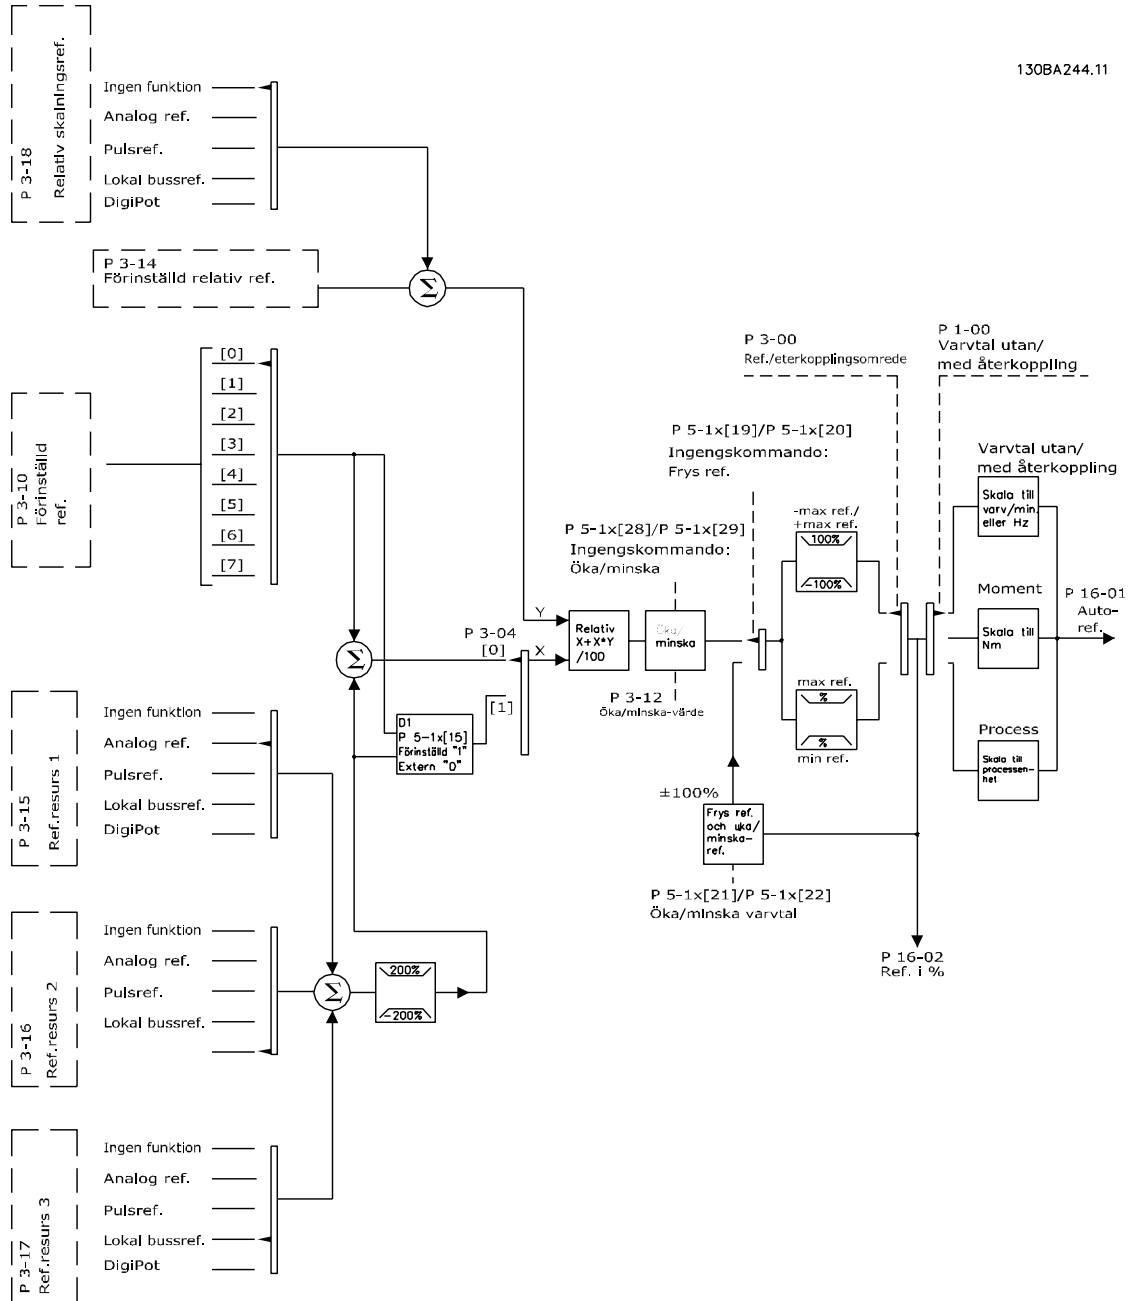 130BA244.11
P 3-18
Relativ skalningsref.
Ingen funktion
Analog ref.
Pulsref.
Lokal bussref.
DigiPot
P 3-14
Förinställd relativ ref.
P 3-10
Förinställd
ref.
[0]
[1]
[2]
[3]
[4]
[5]
[6]
[7]
P 3-15
Ref.resurs 1
Ingen funktion
Analog ref.
Pulsref.
Lokal bussref.
DigiPot
P 3-16
Ref.resurs 2
Ingen funktion
Analog ref.
Pulsref.
Lokal bussref.
P 3-17
Ref.resurs 3
Ingen funktion
Analog ref.
Pulsref.
Lokal bussref.
DigiPot
Σ
Σ
Σ
200%
-200%
D1
P 5-1x[15]
Förinställd "1"
Extern "0"
P 3-04
[0]
[1]
Y
X
Relativ
X+X*Y
/100
P 5-1x[28]/P 5-1x[29]
Ingengskommando:
Öka/minska
Öka/
minska
P 3-12
Öka/minska-värde
P 5-1x[19]/P 5-1x[20]
Ingengskommando:
Frys ref.
-max ref./
+max ref.
100%
-100%
max ref.
%
%
min ref.
±100%
Frys ref.
och uka/
minska-
ref.
P 5-1x[21]/P 5-1x[22]
Öka/minska varvtal
P 3-00
Ref./eterkopplingsomrede
P 1-00
Varvtal utan/
med återkoppling
Varvtal utan/
med återkoppling
Skala till
varv/min.
eller Hz
Moment
Skala till
Nm
Process
Skala till
processen-
het
P 16-01
Auto-
ref.
P 16-02
Ref. i %